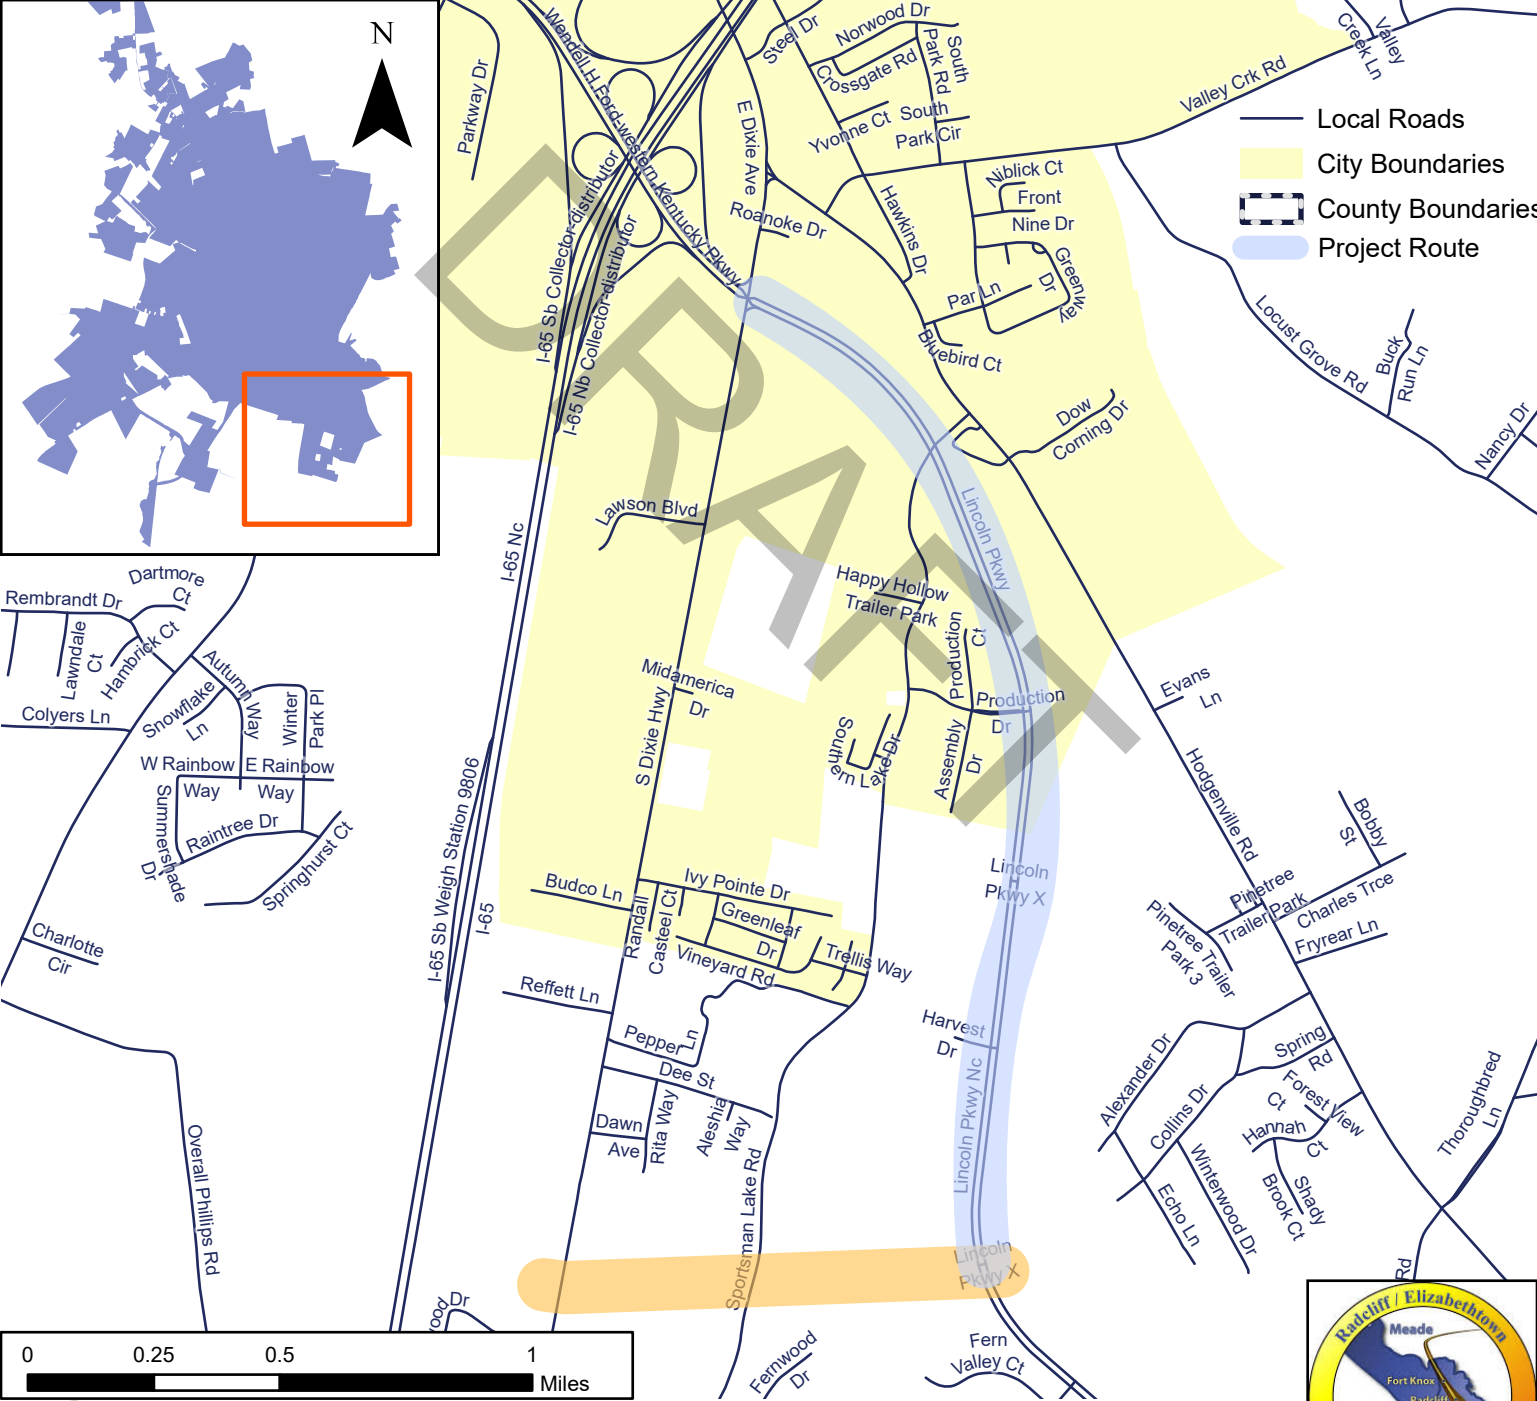 N
Local Roads
City Boundaries
County Boundaries
Project Route
DRAFT
Parkway Dr
Wendell H Ford-western Kentucky Pkwy
Steel Dr
Norwood Dr
Crossgate Rd
South
Park Rd
Yvonne Ct
South
Park Cir
E Dixie Ave
Valley
Creek Ln
Valley Crk Rd
Niblick Ct
Front
Nine Dr
Greenway
Dr
Hawkins Dr
Roanoke Dr
Par Ln
Bluebird Ct
I-65 Sb Collector-distributor
I-65 Nb Collector-distributor
Locust Grove Rd
Buck
Run Ln
Nancy Dr
Dow
Corning Dr
Lincoln Pkwy
Lawson Blvd
I-65 Nc
Happy Hollow
Trailer Park
Production
Ct
Production
Dr
Midamerica
Dr
S Dixie Hwy
Southern Lake Dr
Assembly
Dr
Evans
Ln
Hodgenville Rd
Dartmore
Ct
Rembrandt Dr
Lawndale
Ct
Hambrick Ct
Colyers Ln
Autumn
Way
Snowflake
Ln
Winter
Park Pl
W Rainbow
Way
E Rainbow
Way
Summershade
Dr
Raintree Dr
Springhurst Ct
I-65 Sb Weigh Station 9806
I-65
Budco Ln
Ivy Pointe Dr
Randall
Casteel Ct
Greenleaf
Dr
Vineyard Rd
Trellis Way
Lincoln
Pkwy X
Bobby
St
Pinetree
Trailer Park
Charles Trce
Fryrear Ln
Pinetree Trailer
Park 3
Charlotte
Cir
Reffett Ln
Pepper Ln
Dee St
Harvest
Dr
Lincoln Pkwy Nc
Dawn
Ave
Rita Way
Aleshia
Way
Sportsman Lake Rd
Alexander Dr
Collins Dr
Spring
Rd
Forest View
Ct
Hannah
Ct
Shady
Brook Ct
Winterwood Dr
Echo Ln
Thoroughbred
Ln
Overall Phillips Rd
Lincoln
Pkwy X
Rd
ood Dr
Fernwood
Dr
Fern
Valley Ct
0 0.25 0.5 1
Miles
Radcliff / Elizabethtown
Meade
Fort Knox
Radcliff